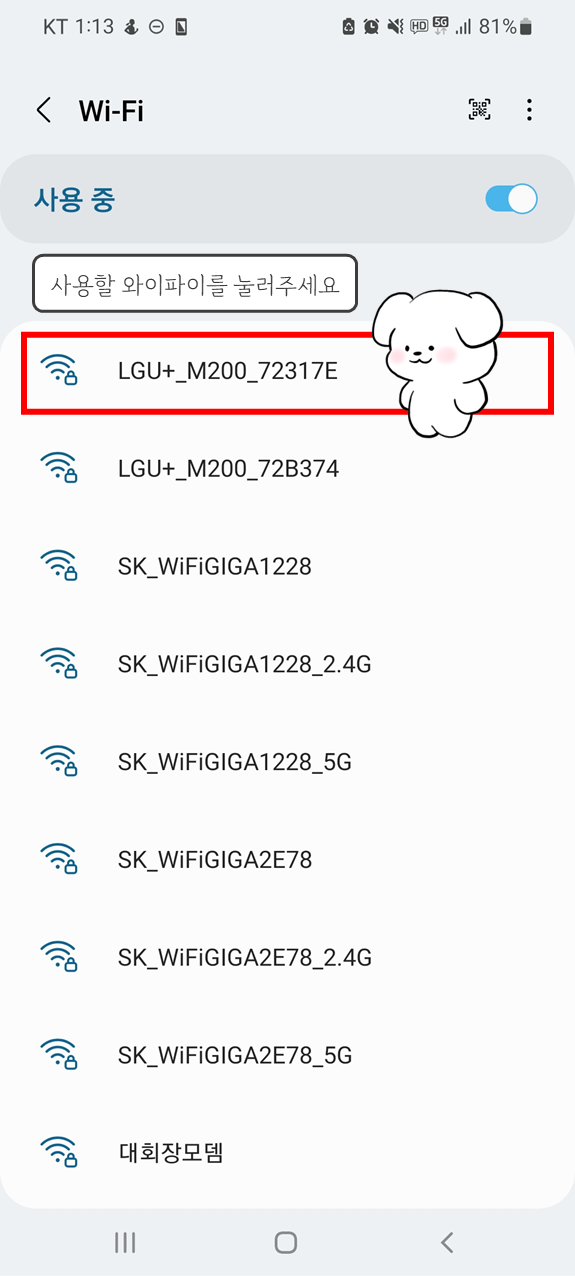 KT 1:13 HD 5G 81%
Wi-Fi
사용 중
사용할 와이파이를 눌러주세요
LGU+_M200_72317E
LGU+_M200_72B374
SK_WiFiGIGA1228
SK_WiFiGIGA1228_2.4G
SK_WiFiGIGA1228_5G
SK_WiFiGIGA2E78
SK_WiFiGIGA2E78_2.4G
SK_WiFiGIGA2E78_5G
대회장모뎀